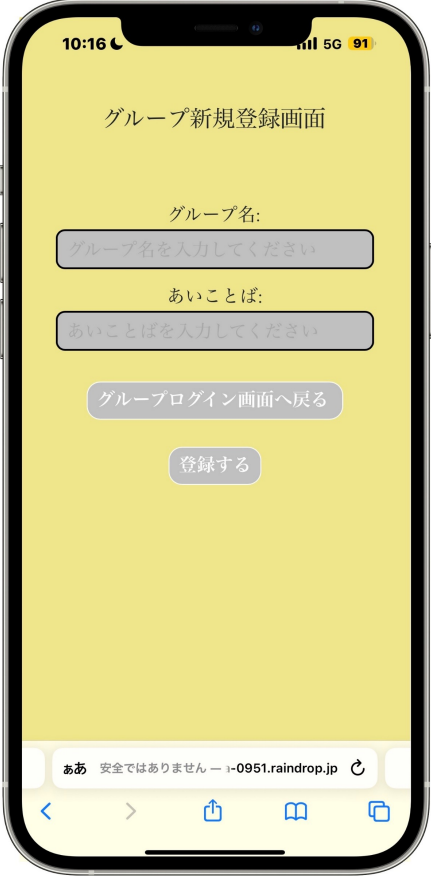 10:16
5G
91
グループ新規登録画面
グループ名:
グループ名を入力してください
あいことば:
あいことばを入力してください
グループログイン画面へ戻る
登録する
ぁあ 安全ではありません — -0951.raindrop.jp